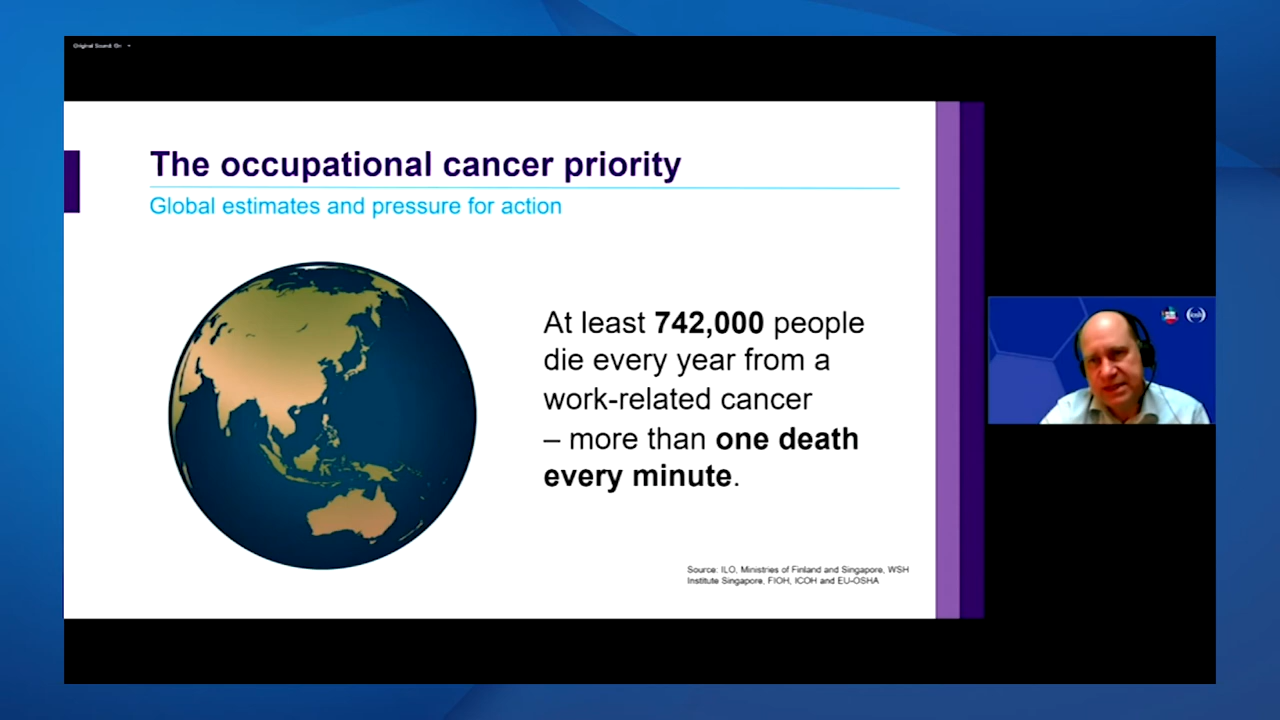 Original Sound: On
The occupational cancer priority
Global estimates and pressure for action
At least 742,000 people
die every year from a
work-related cancer
– more than one death
every minute.
Source: ILO, Ministries of Finland and Singapore, WSH
Institute Singapore, FIOH, ICOH and EU-OSHA